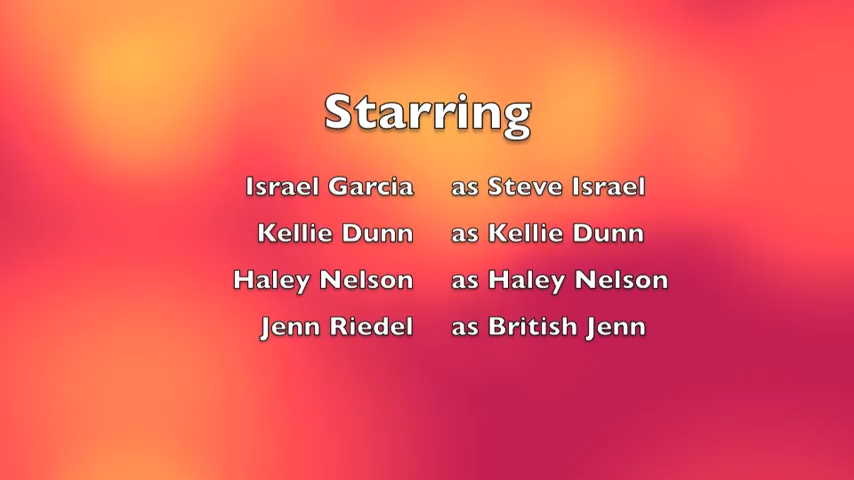 Starring
Israel Garcia as Steve Israel
Kellie Dunn as Kellie Dunn
Haley Nelson as Haley Nelson
Jenn Riedel as British Jenn